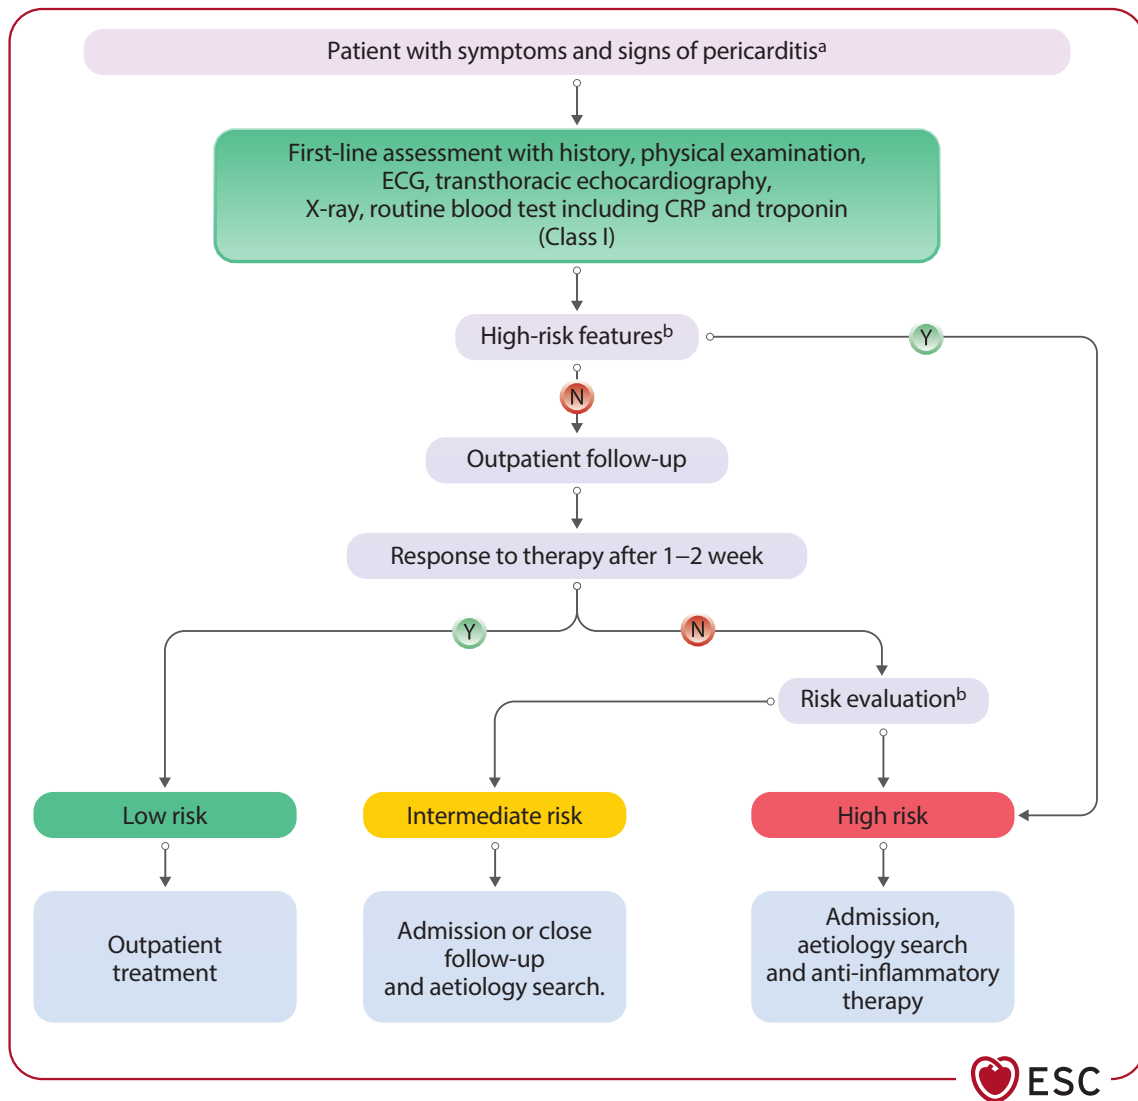 Patient with symptoms and signs of pericarditisᵃ
First-line assessment with history, physical examination,
ECG, transthoracic echocardiography,
X-ray, routine blood test including CRP and troponin
(Class I)
High-risk featuresᵇ
Y
N
Outpatient follow-up
Response to therapy after 1–2 week
Y
N
Risk evaluationᵇ
Low risk
Intermediate risk
High risk
Outpatient
treatment
Admission or close
follow-up
and aetiology search.
Admission,
aetiology search
and anti-inflammatory
therapy
ESC